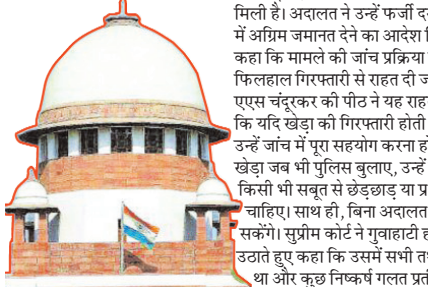 मिली है। अदालत ने उन्हें फर्जी
में अग्रिम जमानत देने का आदेश
कहा कि मामले की जांच प्रक्रिया
फिलहाल गिरफ्तारी से राहत दी
एएस चंदूरकर की पीठ ने यह
कि यदि खेड़ा की गिरफ्तारी होती
उन्हें जांच में पूरा सहयोग करना
खेड़ा जब भी पुलिस बुलाए, उन्हें
किसी भी सबूत से छेड़छाड़ या
चाहिए। साथ ही, बिना अदालत
सकेंगे। सुप्रीम कोर्ट ने गुवाहाटी
उठाते हुए कहा कि उसमें सभी
था और कुछ निष्कर्ष गलत